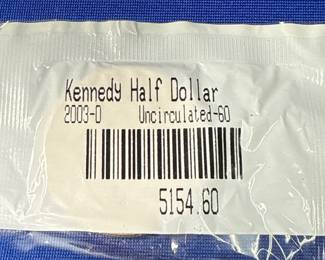 Kennedy Half Dollar
2003-D Uncirculated-60
5154.60